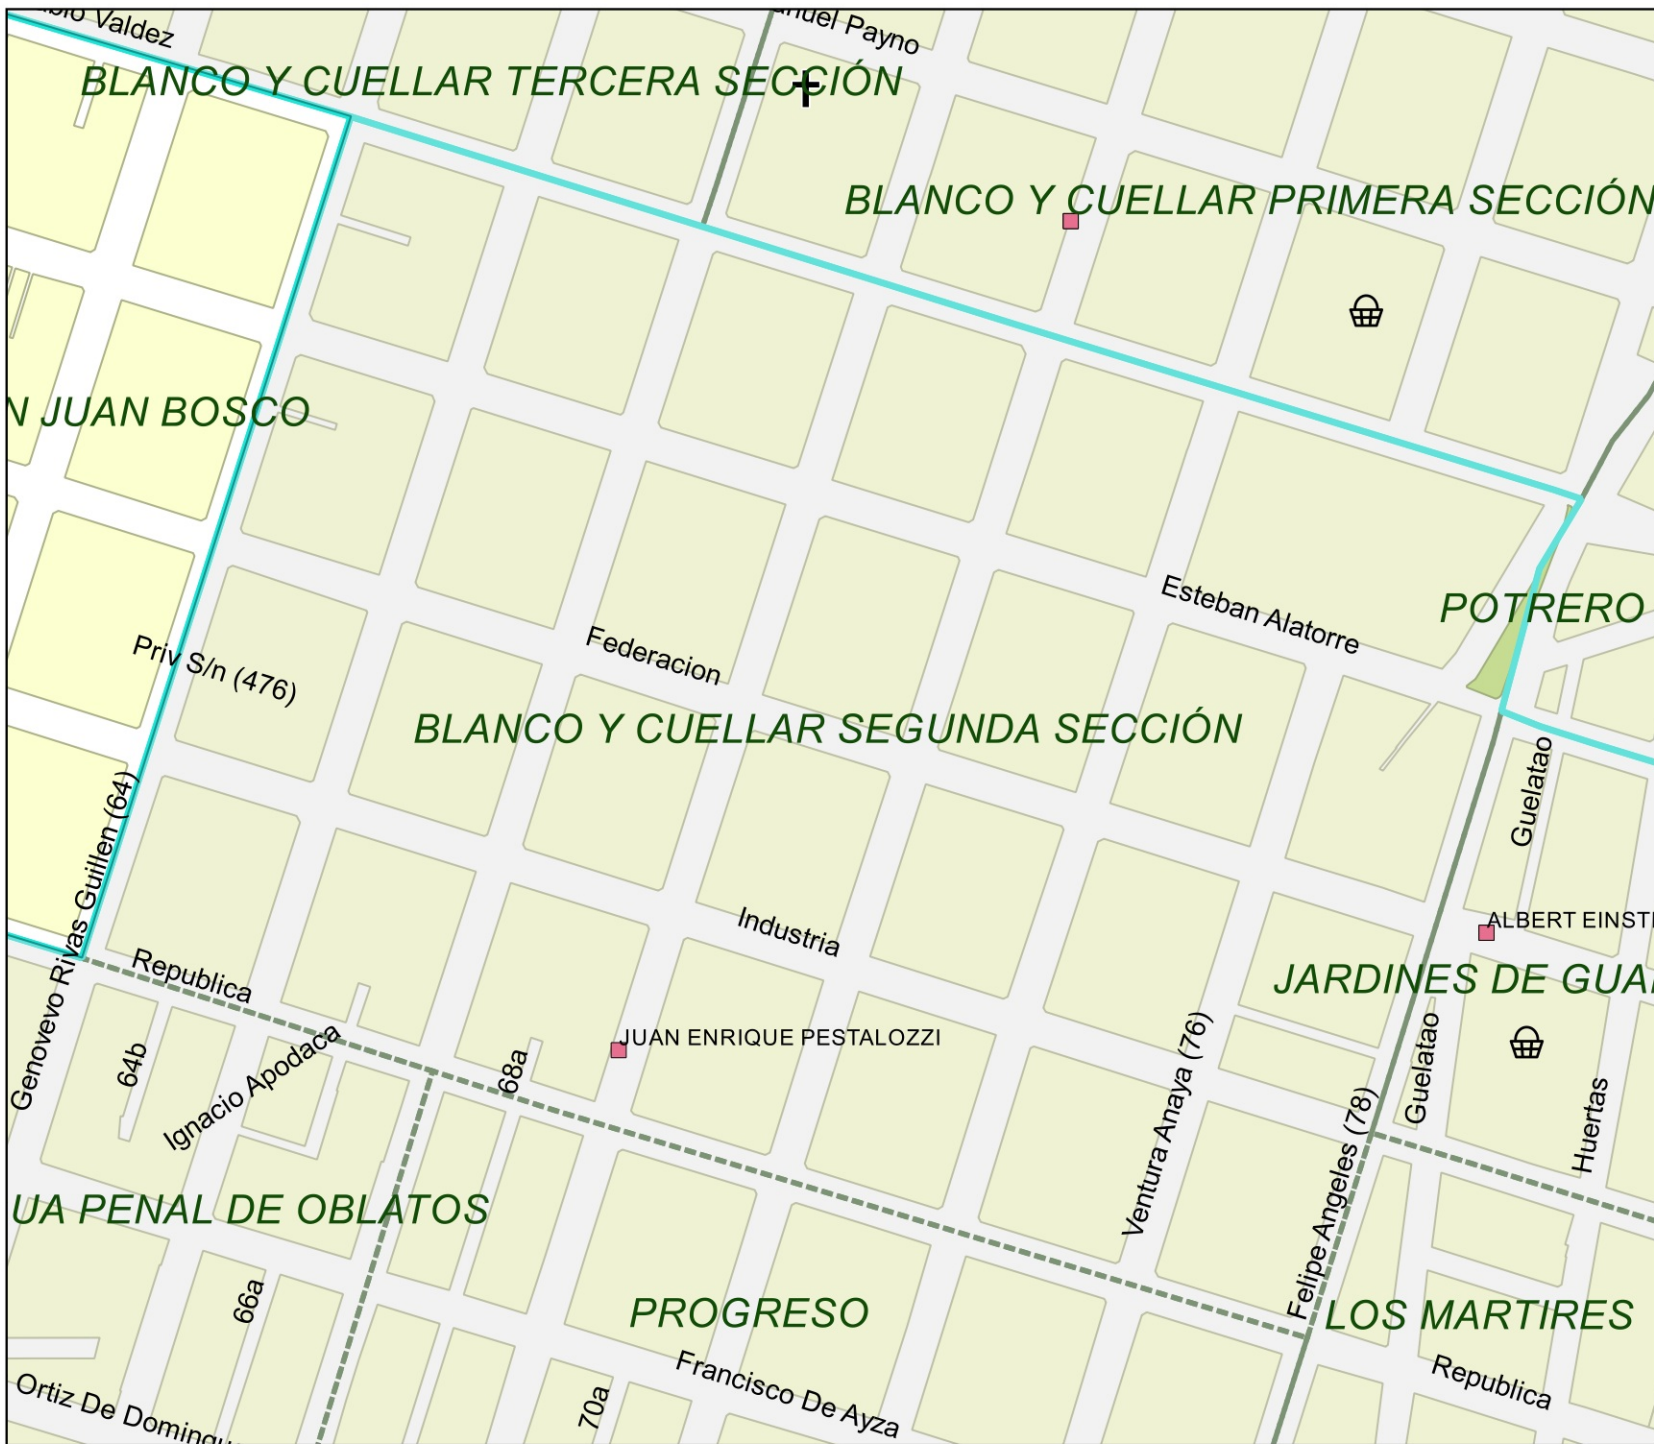 Valdez
Payno
BLANCO Y CUELLAR TERCERA SECCIÓN
BLANCO Y CUELLAR PRIMERA SECCIÓN
N JUAN BOSCO
Esteban Alatorre
POTRERO
Federacion
Priv S/n (476)
BLANCO Y CUELLAR SEGUNDA SECCIÓN
Guelatao
Genovevo Rivas Guillen (64)
Industria
ALBERT EINST
Republica
JARDINES DE GUA
JUAN ENRIQUE PESTALOZZI
64b
Ignacio Apodaca
68a
Ventura Anaya (76)
Guelatao
Huertas
Felipe Angeles (78)
UA PENAL DE OBLATOS
66a
PROGRESO
LOS MARTIRES
Francisco De Ayza
Republica
70a
Ortiz De Domingu